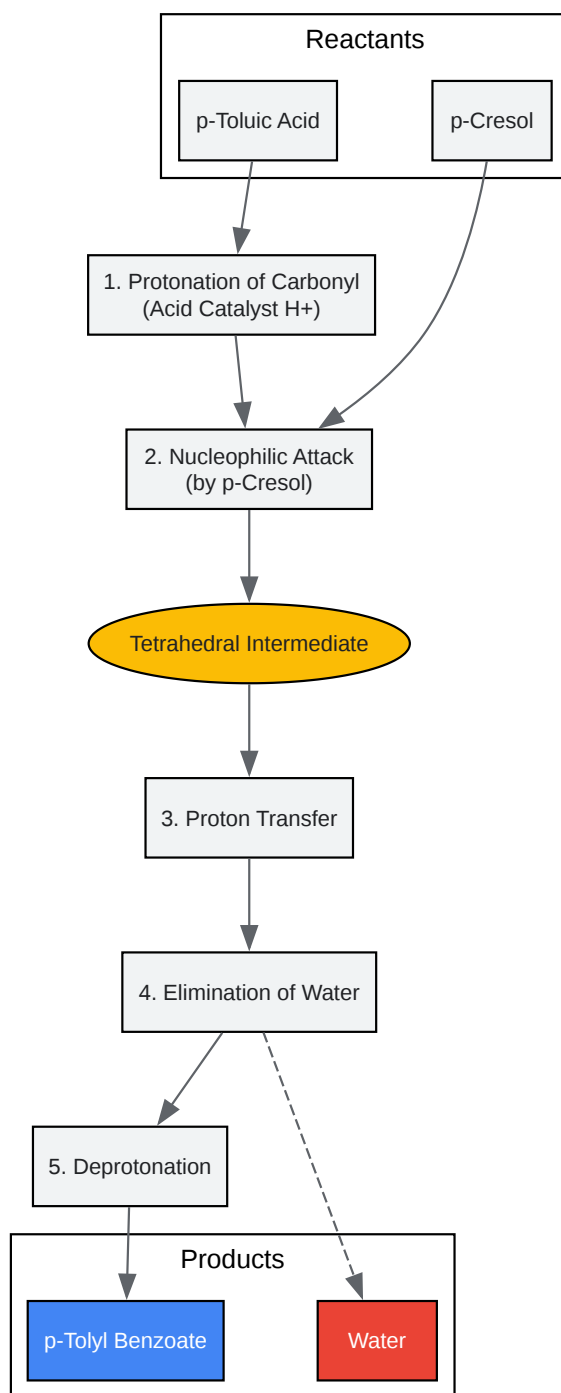 Reactants
p-Toluic Acid
p-Cresol
1. Protonation of Carbonyl
(Acid Catalyst H+)
2. Nucleophilic Attack
(by p-Cresol)
Tetrahedral Intermediate
3. Proton Transfer
4. Elimination of Water
5. Deprotonation
Products
p-Tolyl Benzoate
Water